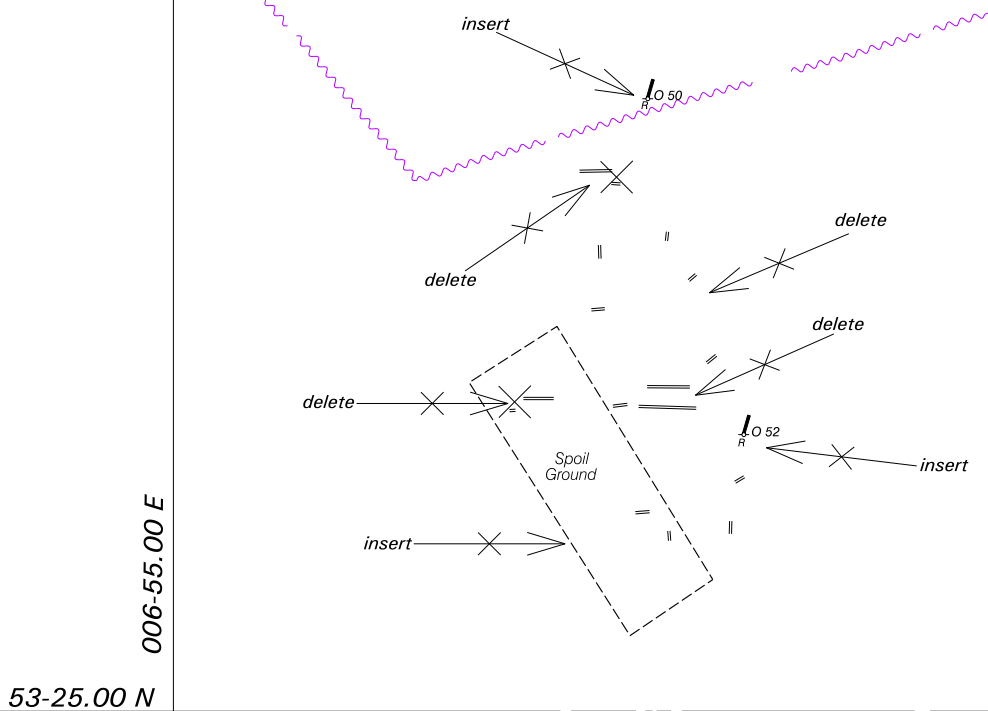 insert
O 50
R
delete
delete
delete
delete
O 52
R
Spoil
Ground
insert
insert
006-55.00 E
53-25.00 N